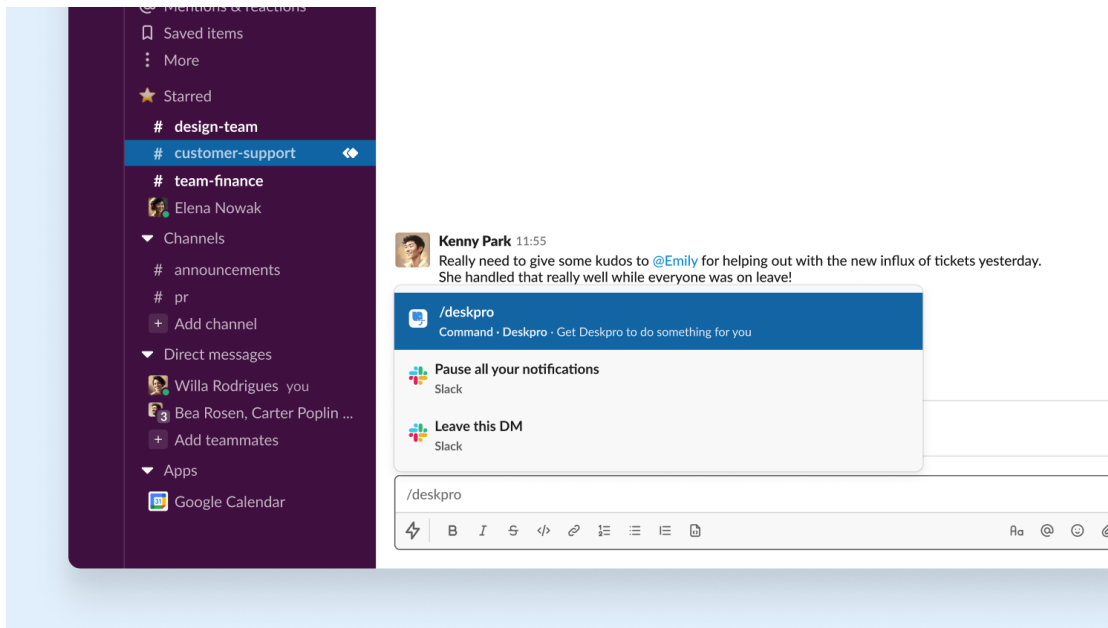 Mentions & reactions
Saved items
More
Starred
# design-team
# customer-support
# team-finance
Elena Nowak
Channels
# announcements
# pr
+ Add channel
Direct messages
Willa Rodrigues you
3 Bea Rosen, Carter Poplin ...
+ Add teammates
Apps
31 Google Calendar
Kenny Park 11:55
Really need to give some kudos to @Emily for helping out with the new influx of tickets yesterday.
She handled that really well while everyone was on leave!
/deskpro
Command · Deskpro · Get Deskpro to do something for you
Pause all your notifications
Slack
Leave this DM
Slack
/deskpro
B I S </> Aa @